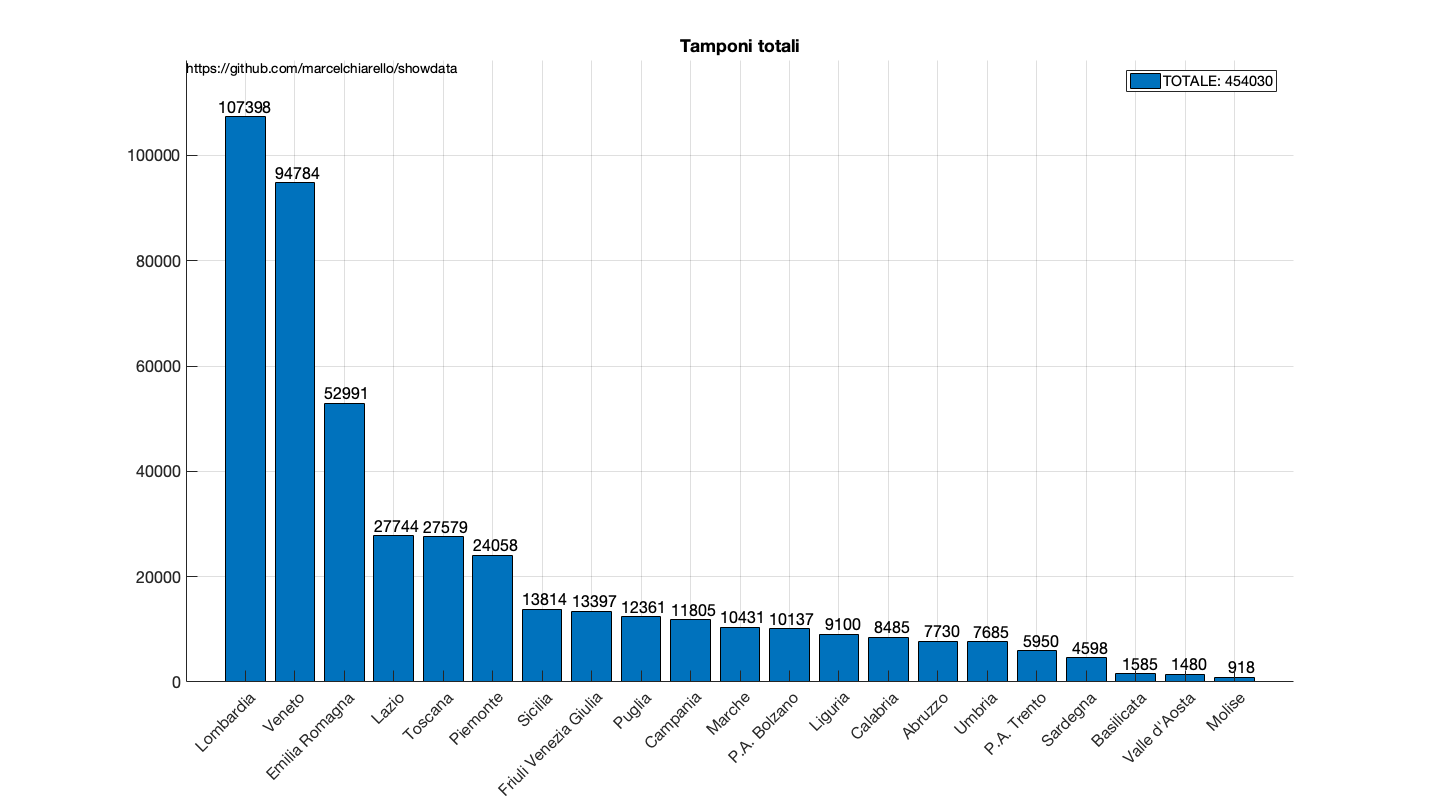 Tamponi totali
https://github.com/marcelchiarello/showdata
TOTALE: 454030
107398
94784
52991
27744
27579
24058
13814
13397
12361
11805
10431
10137
9100
8485
7730
7685
5950
4598
1585
1480
918
100000
80000
60000
40000
20000
0
Lombardia
Veneto
Emilia Romagna
Lazio
Toscana
Piemonte
Sicilia
Friuli Venezia Giulia
Puglia
Campania
Marche
P.A. Bolzano
Liguria
Calabria
Abruzzo
Umbria
P.A. Trento
Sardegna
Basilicata
Valle d'Aosta
Molise